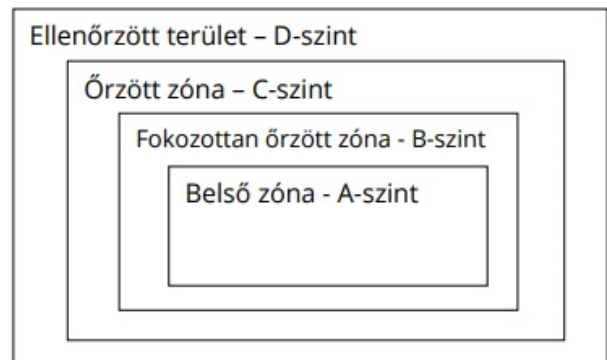 Ellenőrzött terület – D-szint
Őrzött zóna – C-szint
Fokozottan őrzött zóna - B-szint
Belső zóna - A-szint